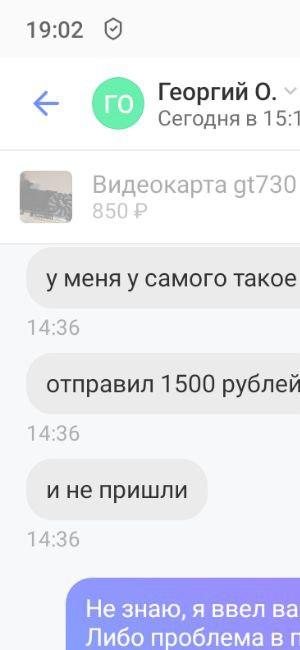 19:02
ГО
Георгий О.
Сегодня в 15:1
Видеокарта gt730
850 ₽
у меня у самого такое
14:36
отправил 1500 рублей
14:36
и не пришли
14:36
Не знаю, я ввел ва
Либо проблема в п